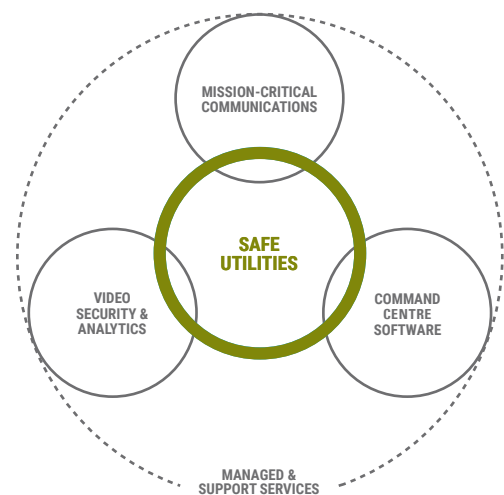 MISSION-CRITICAL
COMMUNICATIONS
SAFE
UTILITIES
VIDEO
SECURITY &
ANALYTICS
COMMAND
CENTRE
SOFTWARE
MANAGED &
SUPPORT SERVICES